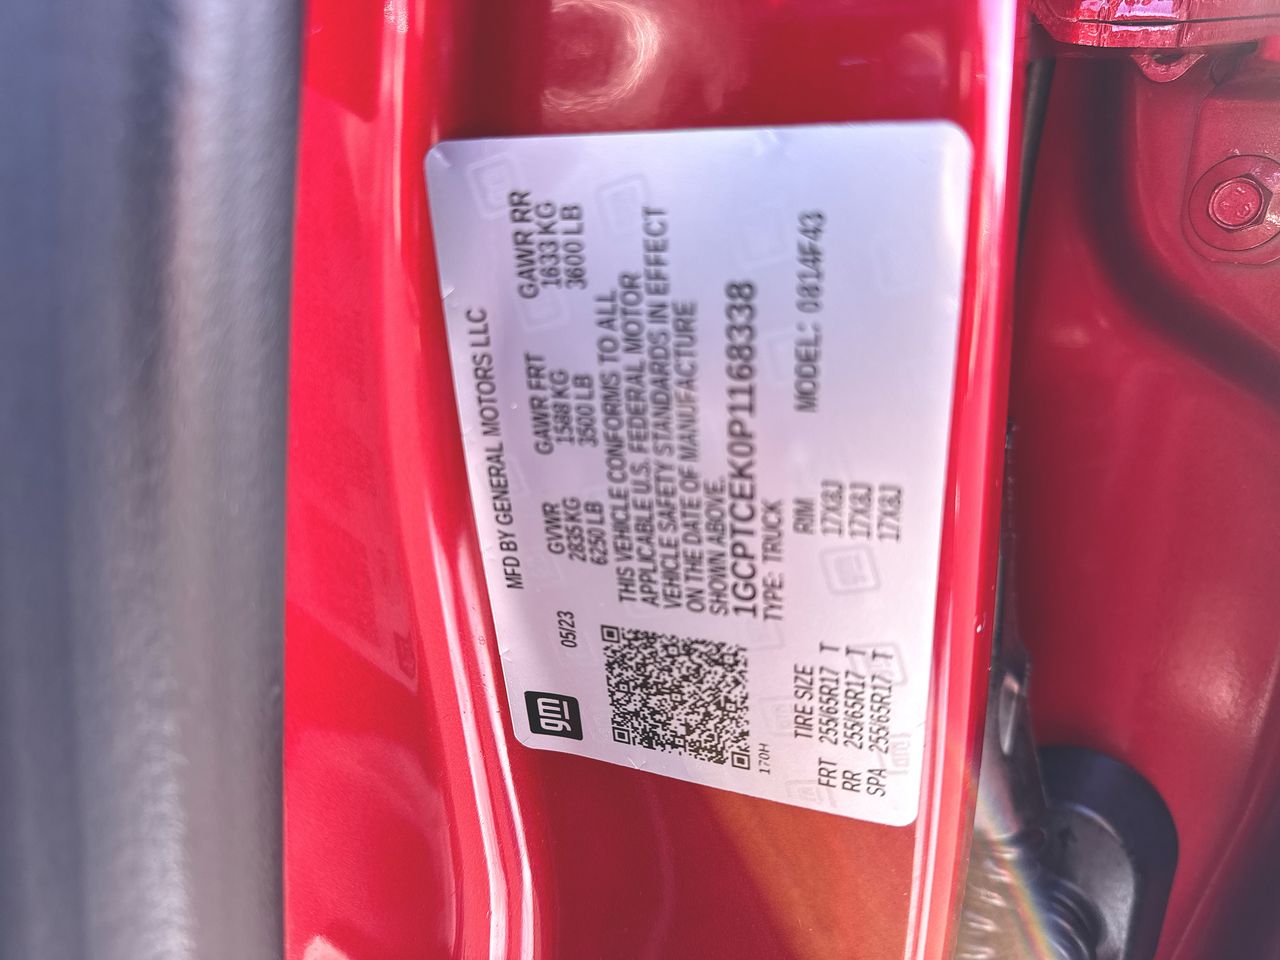 gm
MFD BY GENERAL MOTORS LLC
05/23
GVWR GAWR FRT GAWR RR
2835 KG 1588 KG 1633 KG
6250 LB 3500 LB 3600 LB
THIS VEHICLE CONFORMS TO ALL
APPLICABLE U.S. FEDERAL MOTOR
VEHICLE SAFETY STANDARDS IN EFFECT
ON THE DATE OF MANUFACTURE
SHOWN ABOVE.
1GCPTCEK0P1168338
TYPE: TRUCK
170H
MODEL: 0814F43
TIRE SIZE RIM
FRT 255/65R17 T 17X8J
RR 255/65R17 T 17X8J
SPA 255/65R17 T 17X8J